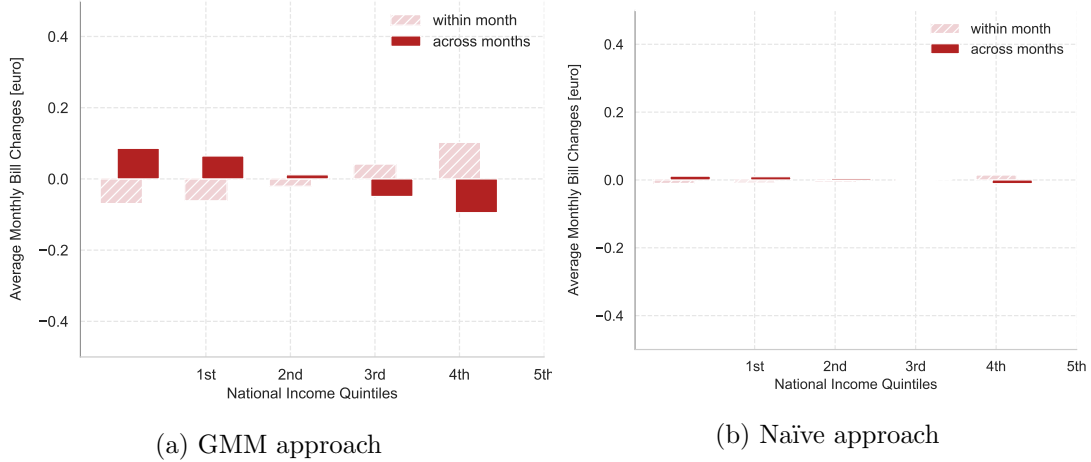 within month
across months
0.4
0.2
0.0
−0.2
−0.4
Average Monthly Bill Changes [euro]
1st 2nd 3rd 4th 5th
National Income Quintiles
(a) GMM approach
within month
across months
0.4
0.2
0.0
−0.2
−0.4
Average Monthly Bill Changes [euro]
1st 2nd 3rd 4th 5th
National Income Quintiles
(b) Naïve approach